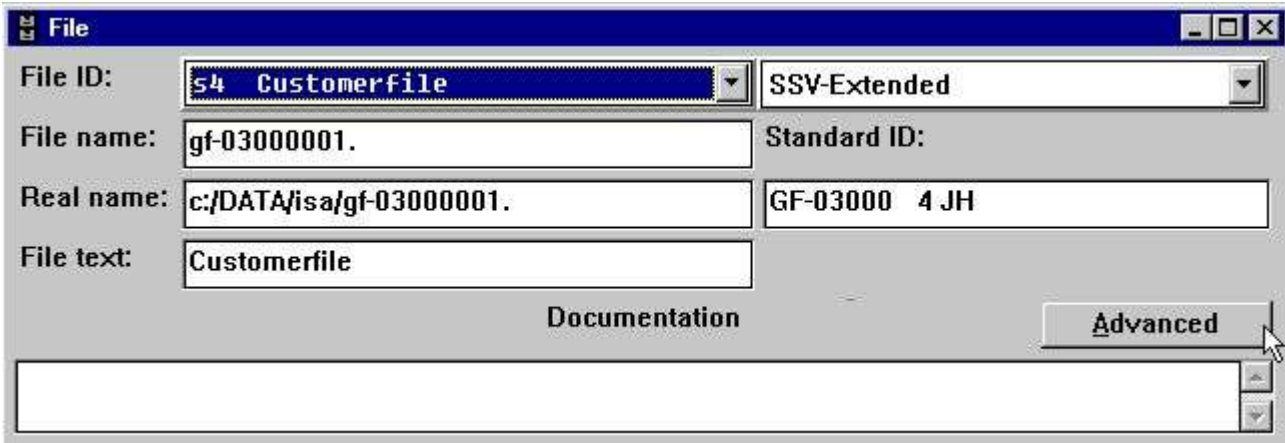 File
File ID: s4 Customerfile SSV-Extended
File name: gf-03000001. Standard ID:
Real name: c:/DATA/isa/gf-03000001. GF-03000 4 JH
File text: Customerfile
Documentation
Advanced